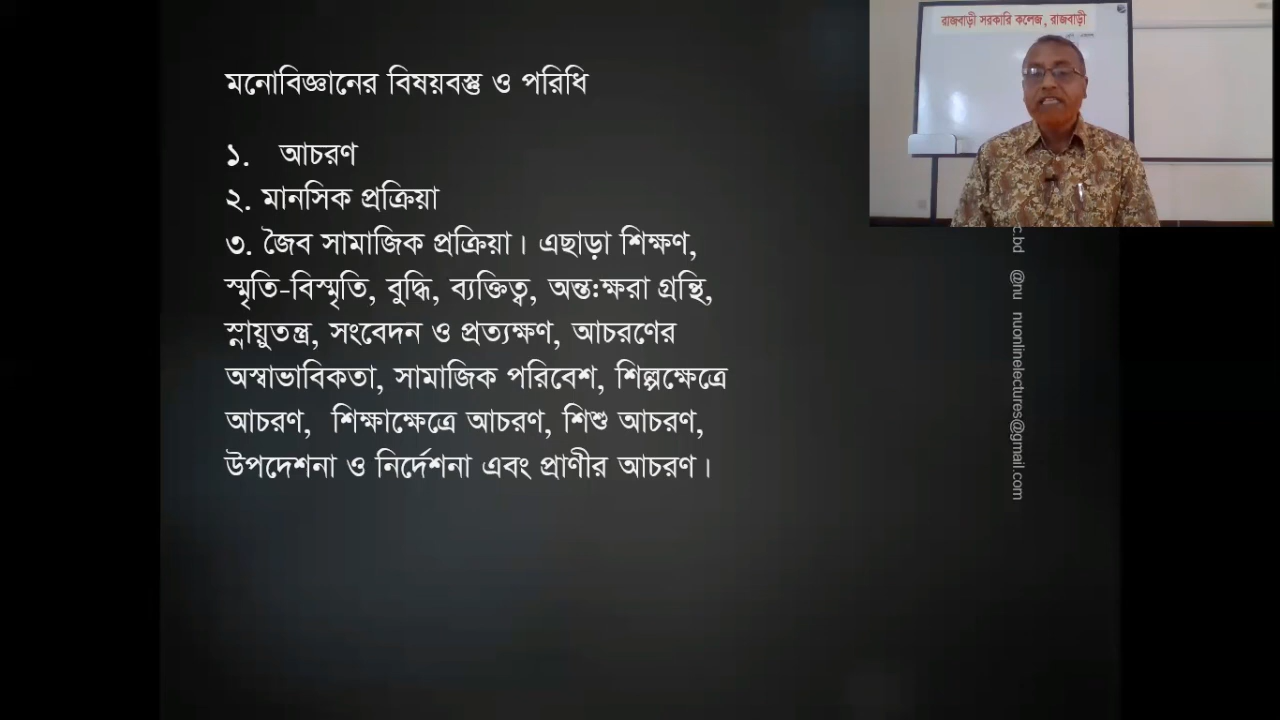 রাজবাড়ী সরকারি কলেজ, রাজবাড়ী
মনোবিজ্ঞানের বিষয়বস্তু ও পরিধি
১. আচরণ
২. মানসিক প্রক্রিয়া
৩. জৈব সামাজিক প্রক্রিয়া। এছাড়া শিক্ষণ,
স্মৃতি-বিস্মৃতি, বুদ্ধি, ব্যক্তিত্ব, অন্ত:ক্ষরা গ্রন্থি,
স্নায়ুতন্ত্র, সংবেদন ও প্রত্যক্ষণ, আচরণের
অস্বাভাবিকতা, সামাজিক পরিবেশ, শিল্পক্ষেত্রে
আচরণ, শিক্ষাক্ষেত্রে আচরণ, শিশু আচরণ,
উপদেশনা ও নির্দেশনা এবং প্রাণীর আচরণ।
c.bd @nu nuonlinelectures@gmail.com